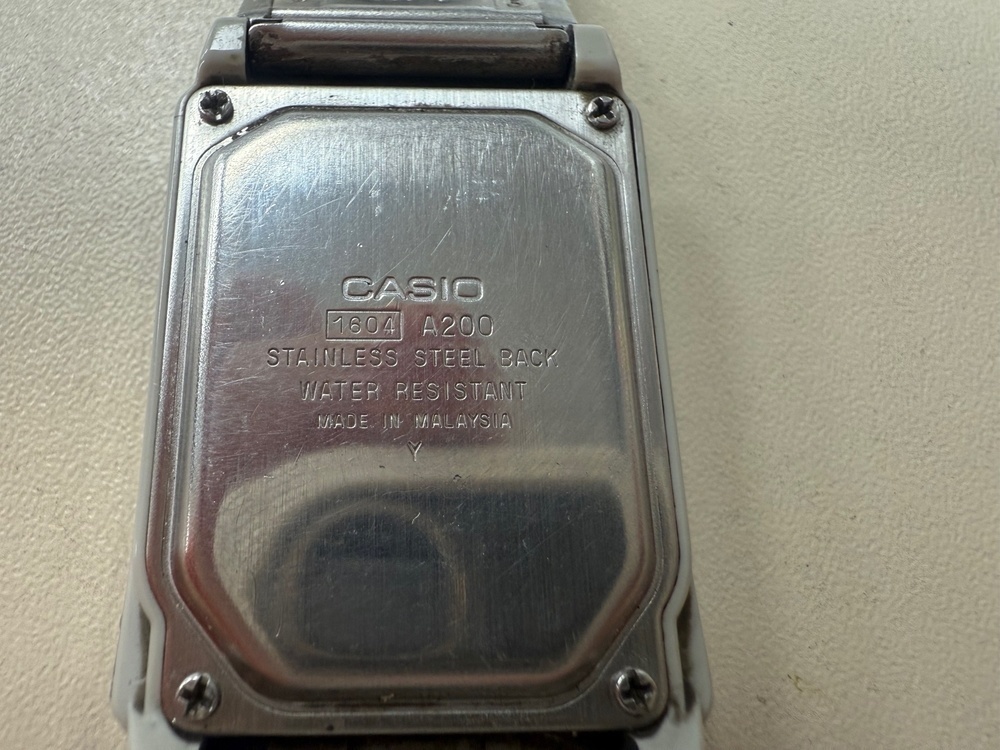 CASIO
1604 A200
STAINLESS STEEL BACK
WATER RESISTANT
MADE IN MALAYSIA
Y